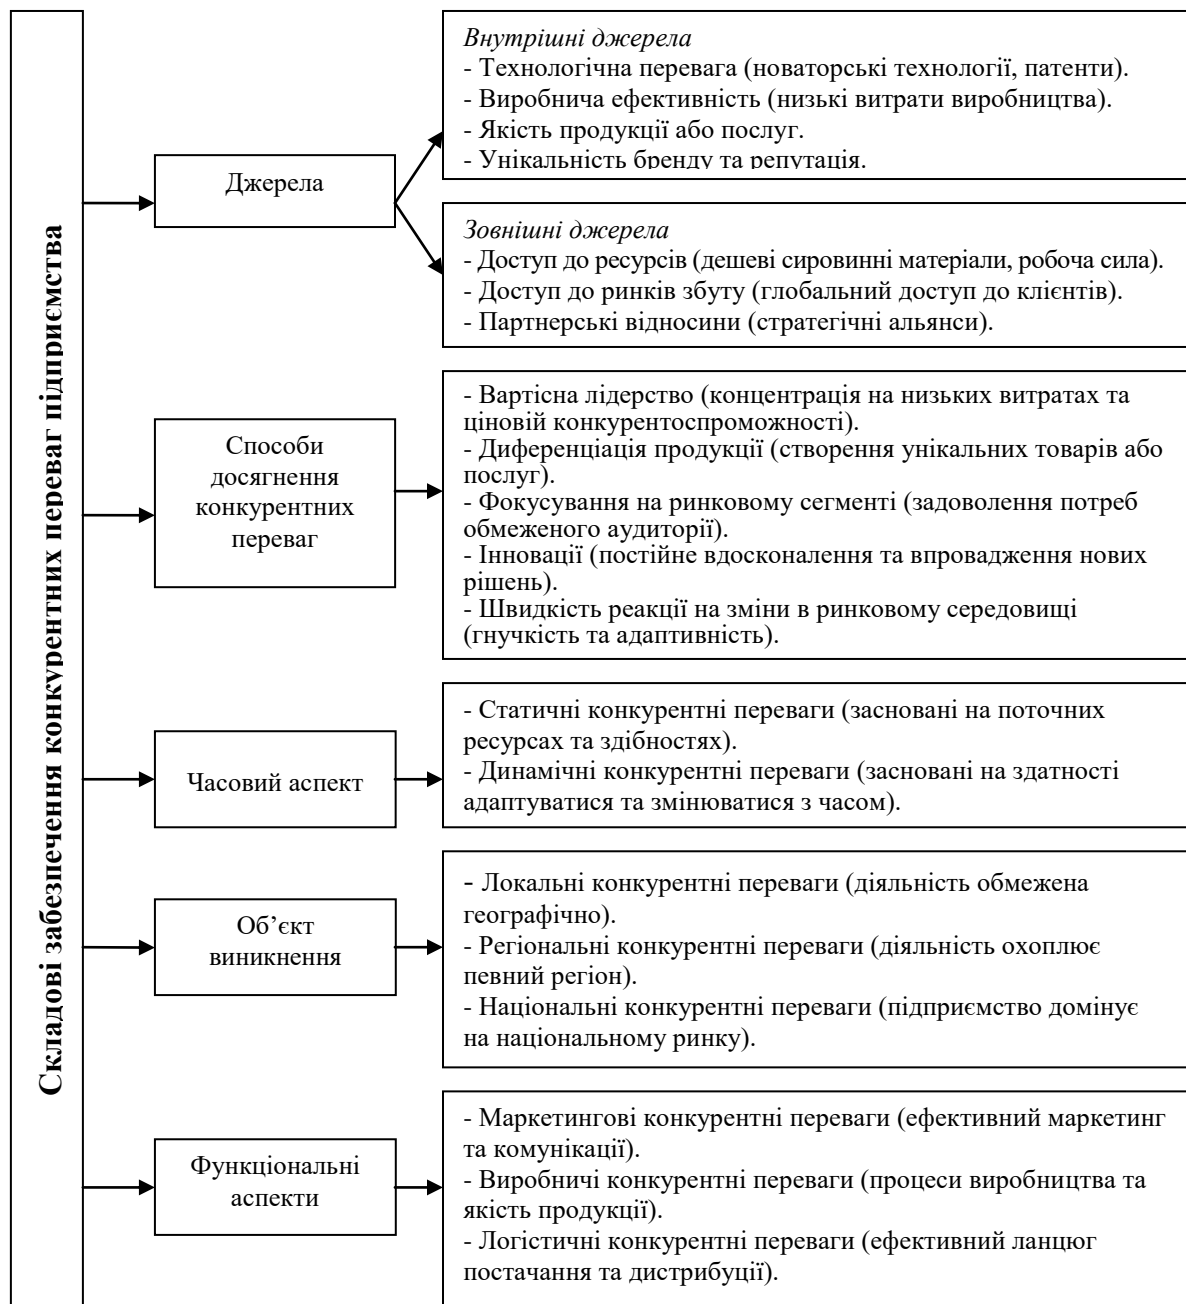 Складові забезпечення конкурентних переваг підприємства
Джерела
Внутрішні джерела
- Технологічна перевага (новаторські технології, патенти).
- Виробнича ефективність (низькі витрати виробництва).
- Якість продукції або послуг.
- Унікальність бренду та репутація.
Зовнішні джерела
- Доступ до ресурсів (дешеві сировинні матеріали, робоча сила).
- Доступ до ринків збуту (глобальний доступ до клієнтів).
- Партнерські відносини (стратегічні альянси).
Способи
досягнення
конкурентних
переваг
- Вартісна лідерство (концентрація на низьких витратах та
ціновій конкурентоспроможності).
- Диференціація продукції (створення унікальних товарів або
послуг).
- Фокусування на ринковому сегменті (задоволення потреб
обмеженого аудиторії).
- Інновації (постійне вдосконалення та впровадження нових
рішень).
- Швидкість реакції на зміни в ринковому середовищі
(гнучкість та адаптивність).
Часовий аспект
- Статичні конкурентні переваги (засновані на поточних
ресурсах та здібностях).
- Динамічні конкурентні переваги (засновані на здатності
адаптуватися та змінюватися з часом).
Об’єкт
виникнення
- Локальні конкурентні переваги (діяльність обмежена
географічно).
- Регіональні конкурентні переваги (діяльність охоплює
певний регіон).
- Національні конкурентні переваги (підприємство домінує
на національному ринку).
Функціональні
аспекти
- Маркетингові конкурентні переваги (ефективний маркетинг
та комунікації).
- Виробничі конкурентні переваги (процеси виробництва та
якість продукції).
- Логістичні конкурентні переваги (ефективний ланцюг
постачання та дистрибуції).